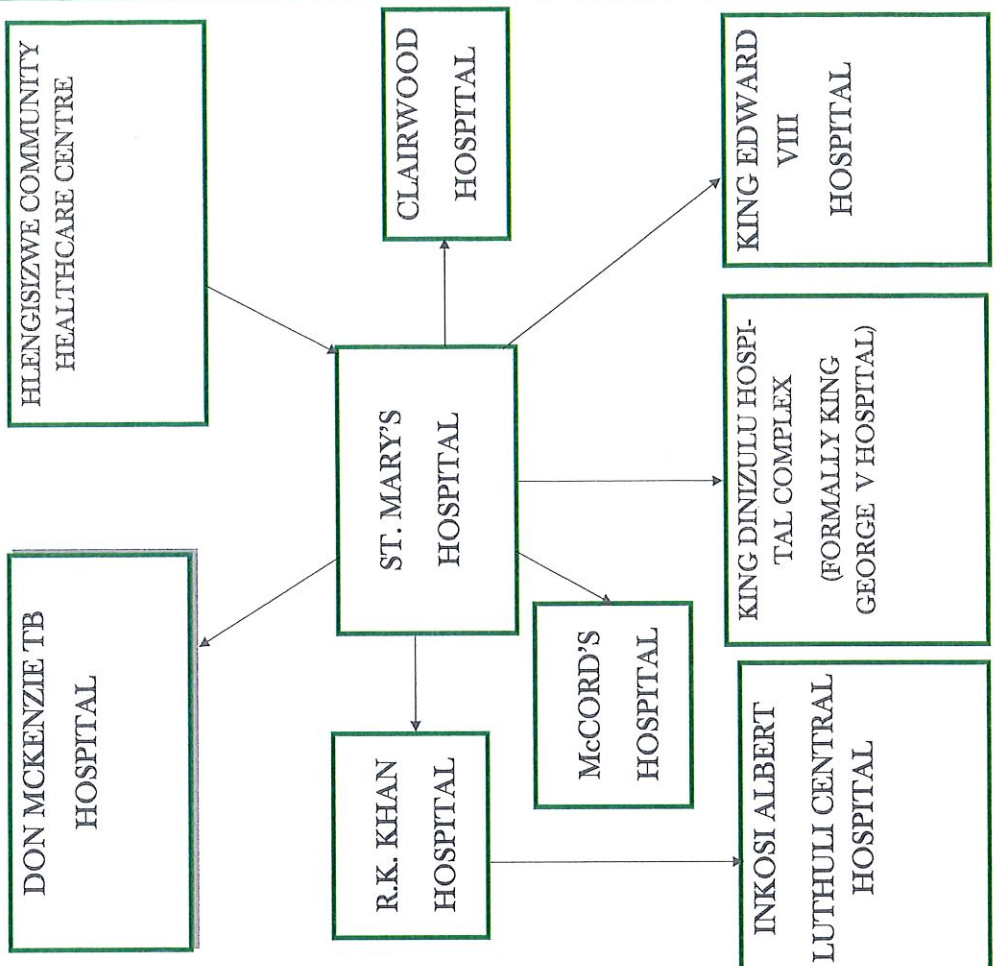 DON MCKENZIE TB
HOSPITAL
HLENGISIZWE COMMUNITY
HEALTHCARE CENTRE
R.K. KHAN
HOSPITAL
ST. MARY'S
HOSPITAL
CLAIRWOOD
HOSPITAL
McCORD'S
HOSPITAL
INKOSI ALBERT
LUTHULI CENTRAL
HOSPITAL
KING DINIZULU HOSPI-
TAL COMPLEX
(FORMALLY KING
GEORGE V HOSPITAL)
KING EDWARD
VIII
HOSPITAL